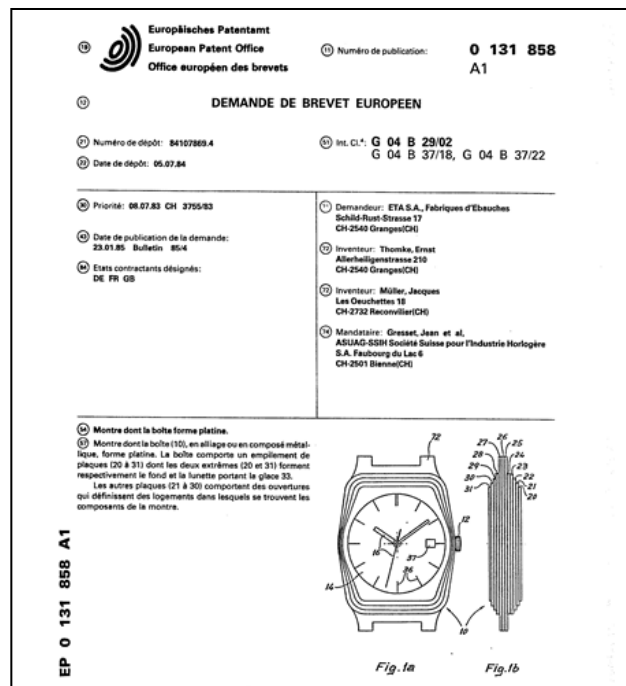 Europäisches Patentamt
⑲ European Patent Office
Office européen des brevets
⑪ Numéro de publication: 0 131 858
A1
⑫ DEMANDE DE BREVET EUROPEEN
㉑ Numéro de dépôt: 84107869.4
㉒ Date de dépôt: 05.07.84
�51 Int. Cl.⁴: G 04 B 29/02
G 04 B 37/18, G 04 B 37/22
㉚ Priorité: 08.07.83 CH 3755/83
㊸ Date de publication de la demande:
23.01.85 Bulletin 85/4
84 Etats contractants désignés:
DE FR GB
Demandeur: ETA S.A., Fabriques d'Ebauches
Schild-Rust-Strasse 17
CH-2540 Granges(CH)
72 Inventeur: Thomke, Ernst
Allerheiligenstrasse 210
CH-2540 Granges(CH)
72 Inventeur: Müller, Jacques
Les Oeuchettes 18
CH-2732 Reconvilier(CH)
74 Mandataire: Gresset, Jean et al,
ASUAG-SSIH Société Suisse pour l'Industrie Horlogère
S.A. Faubourg du Lac 6
CH-2501 Bienne(CH)
54 Montre dont la boîte forme platine.
57 Montre dont la boîte (10), en alliage ou en composé métal-
lique, forme platine. La boîte comporte un empilement de
plaques (20 à 31) dont les deux extrêmes (20 et 31) forment
respectivement le fond et la lunette portant la glace 33.
Les autres plaques (21 à 30) comportent des ouvertures
qui définissent des logements dans lesquels se trouvent les
composants de la montre.
EP 0 131 858 A1
72
12
16
37
36
14
10
26
27 25
28 24
29 23
30 22
31 21
20
Fig.1a Fig.1b